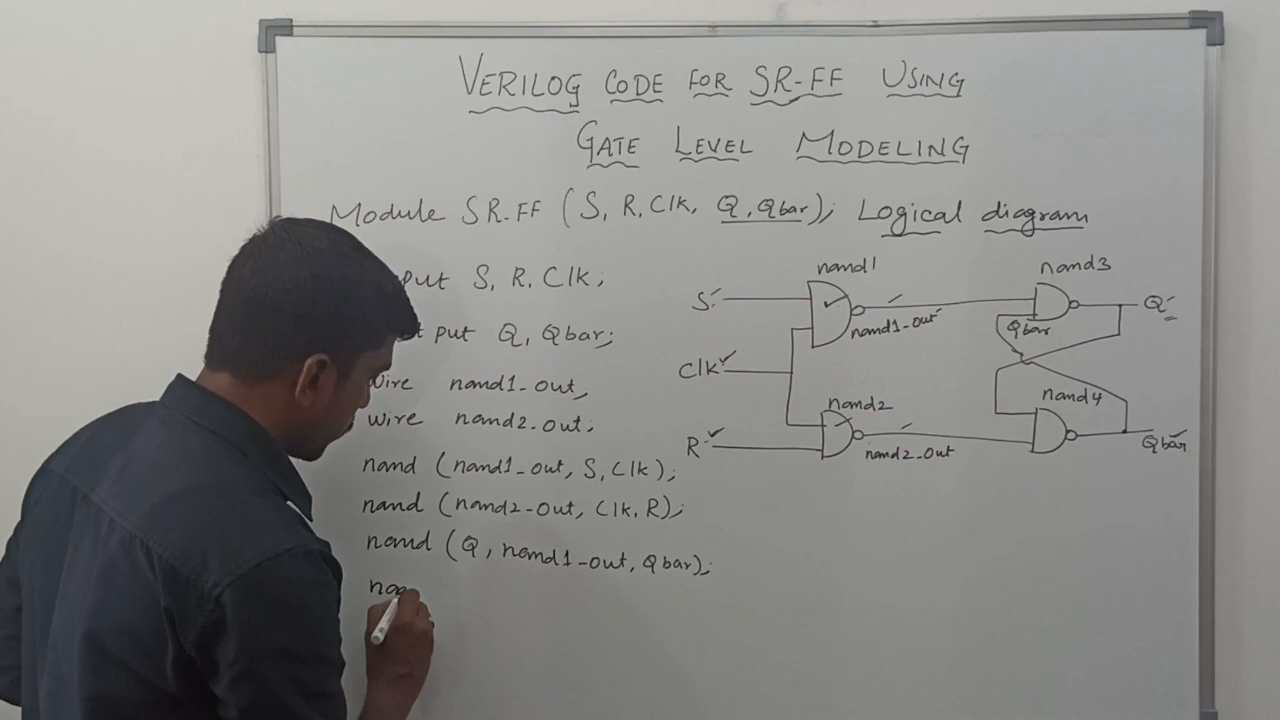 VERILOG CODE FOR SR-FF USING
GATE LEVEL MODELING
Module SR-FF (S, R, Clk, Q, Qbar); Logical diagram
put S, R, Clk;
put Q, Qbar;
Wire nand1-out,
Wire nand2-out;
nand (nand1-out, S, Clk);
nand (nand2-out, Clk, R);
nand (Q, nand1-out, Qbar);
na
nand1
nand3
S
Q
nand1-out
Qbar
Clk
nand2
nand4
R
nand2-out
Qbar